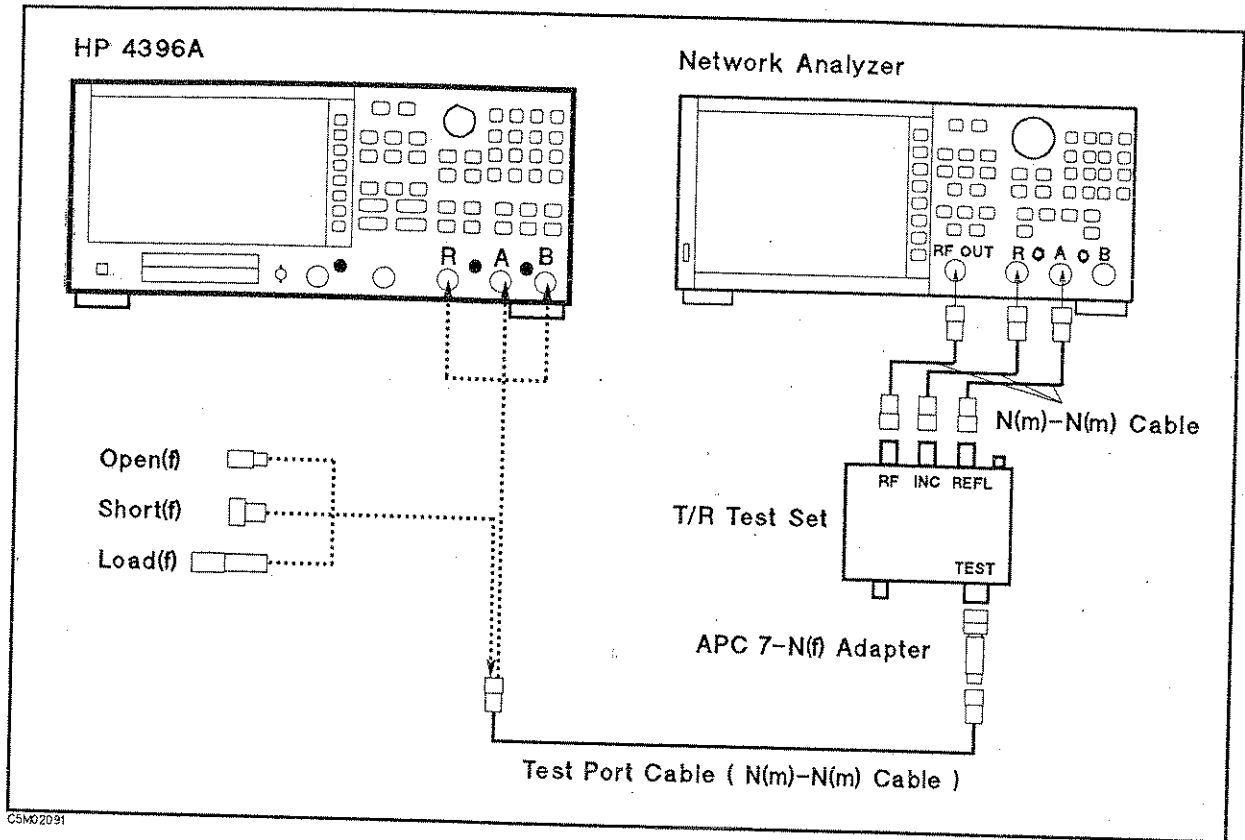 HP 4396A
Network Analyzer
R A B
RF OUT R A B
N(m)-N(m) Cable
Open(f)
Short(f)
Load(f)
RF INC REFL
T/R Test Set
TEST
APC 7-N(f) Adapter
Test Port Cable ( N(m)-N(m) Cable )
C5M02091